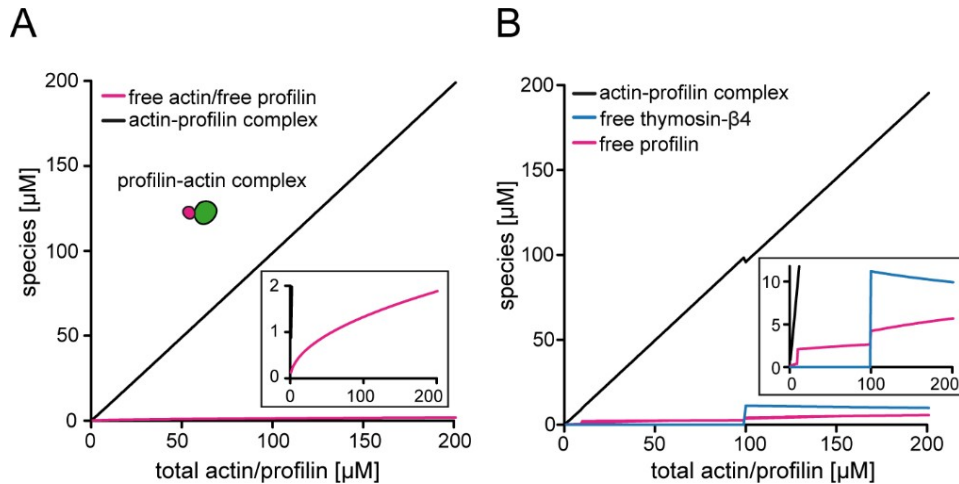 A
200
150
100
50
0
species [µM]
free actin/free profilin
actin-profilin complex
profilin-actin complex
2
1
0
0
100
200
0
50
100
150
200
total actin/profilin [µM]
B
200
150
100
50
0
species [µM]
actin-profilin complex
free thymosin-β4
free profilin
10
5
0
0
100
200
0
50
100
150
200
total actin/profilin [µM]